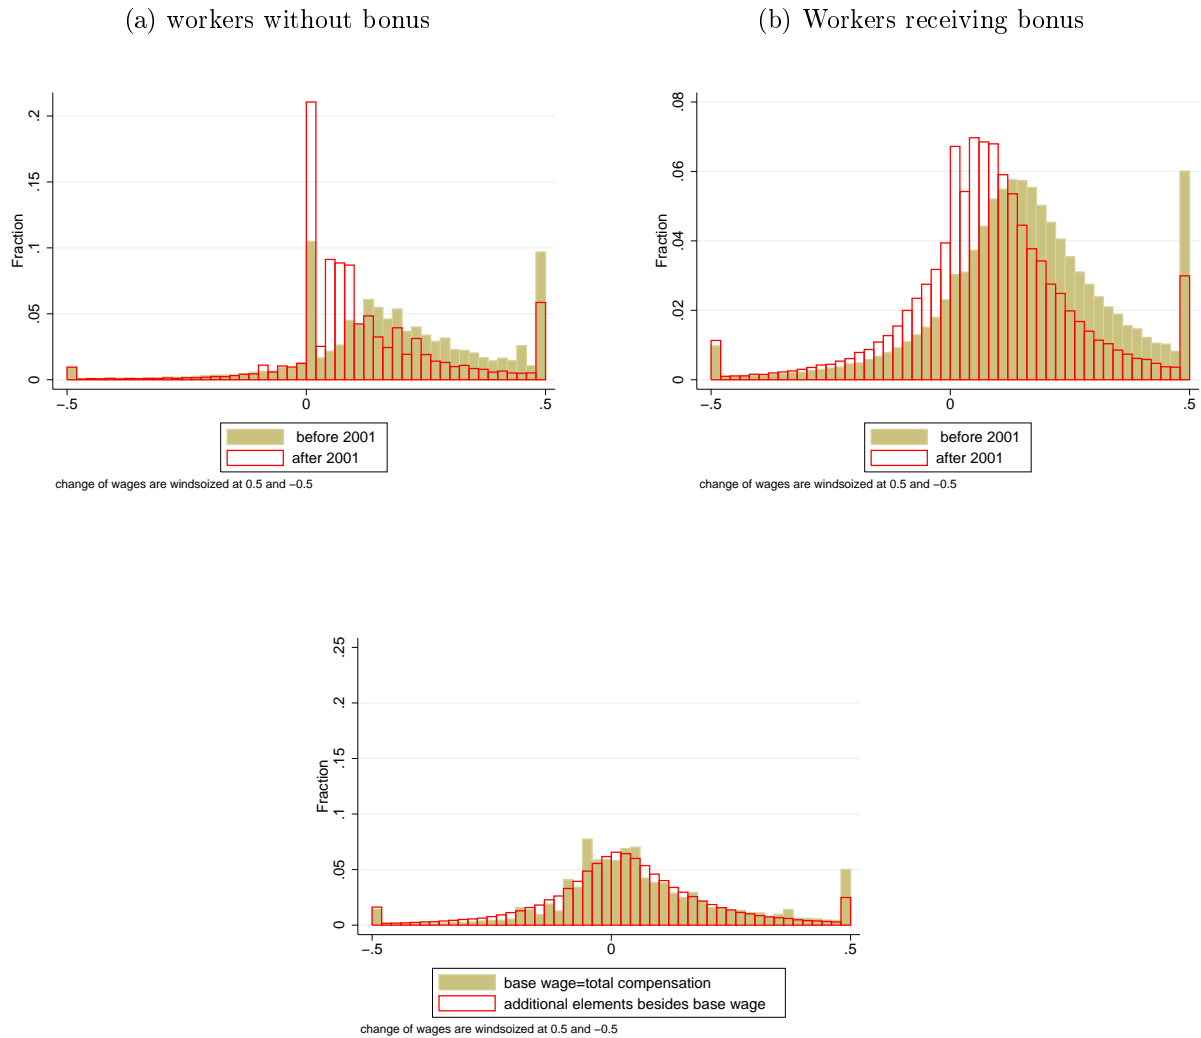 (a) workers without bonus
(b) Workers receiving bonus
Fraction
.2
.15
.1
.05
0
−.5
0
.5
before 2001
after 2001
change of wages are windsoized at 0.5 and −0.5
Fraction
.08
.06
.04
.02
0
−.5
0
.5
before 2001
after 2001
change of wages are windsoized at 0.5 and −0.5
Fraction
.25
.2
.15
.1
.05
0
−.5
0
.5
base wage=total compensation
additional elements besides base wage
change of wages are windsoized at 0.5 and −0.5